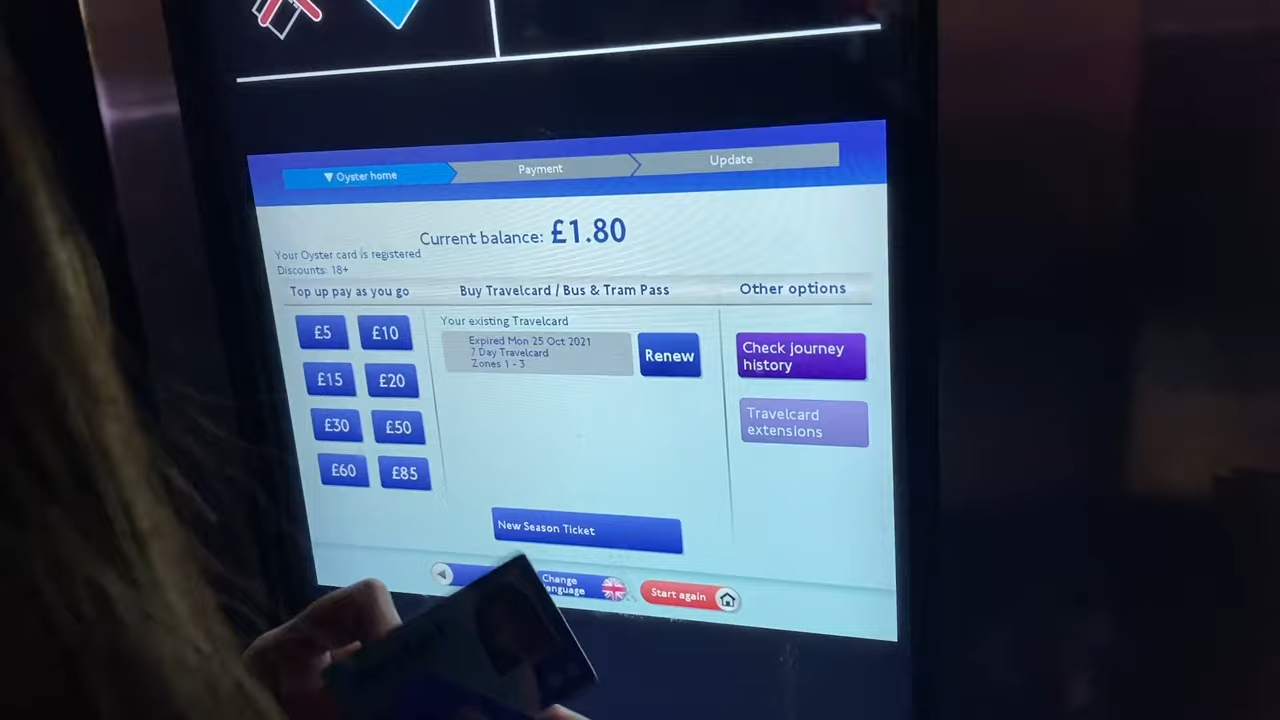 ▼ Oyster home
Payment
Update
Current balance: £1.80
Your Oyster card is registered
Discounts: 18+
Top up pay as you go
£5
£10
£15
£20
£30
£50
£60
£85
Buy Travelcard / Bus & Tram Pass
Your existing Travelcard
Expired Mon 25 Oct 2021
7 Day Travelcard
Zones 1 - 3
Renew
New Season Ticket
Other options
Check journey
history
Travelcard
extensions
Change
Start again